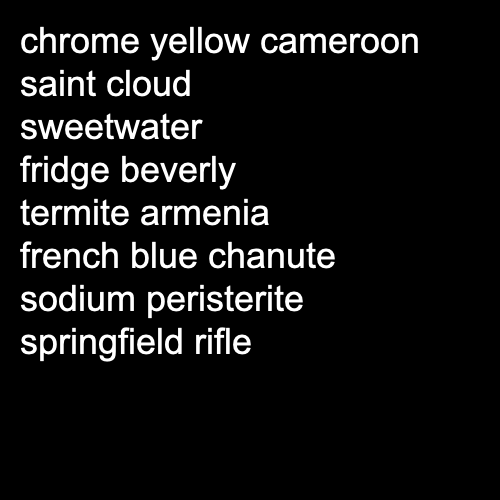 chrome yellow cameroon
saint cloud
sweetwater
fridge beverly
termite armenia
french blue chanute
sodium peristerite
springfield rifle